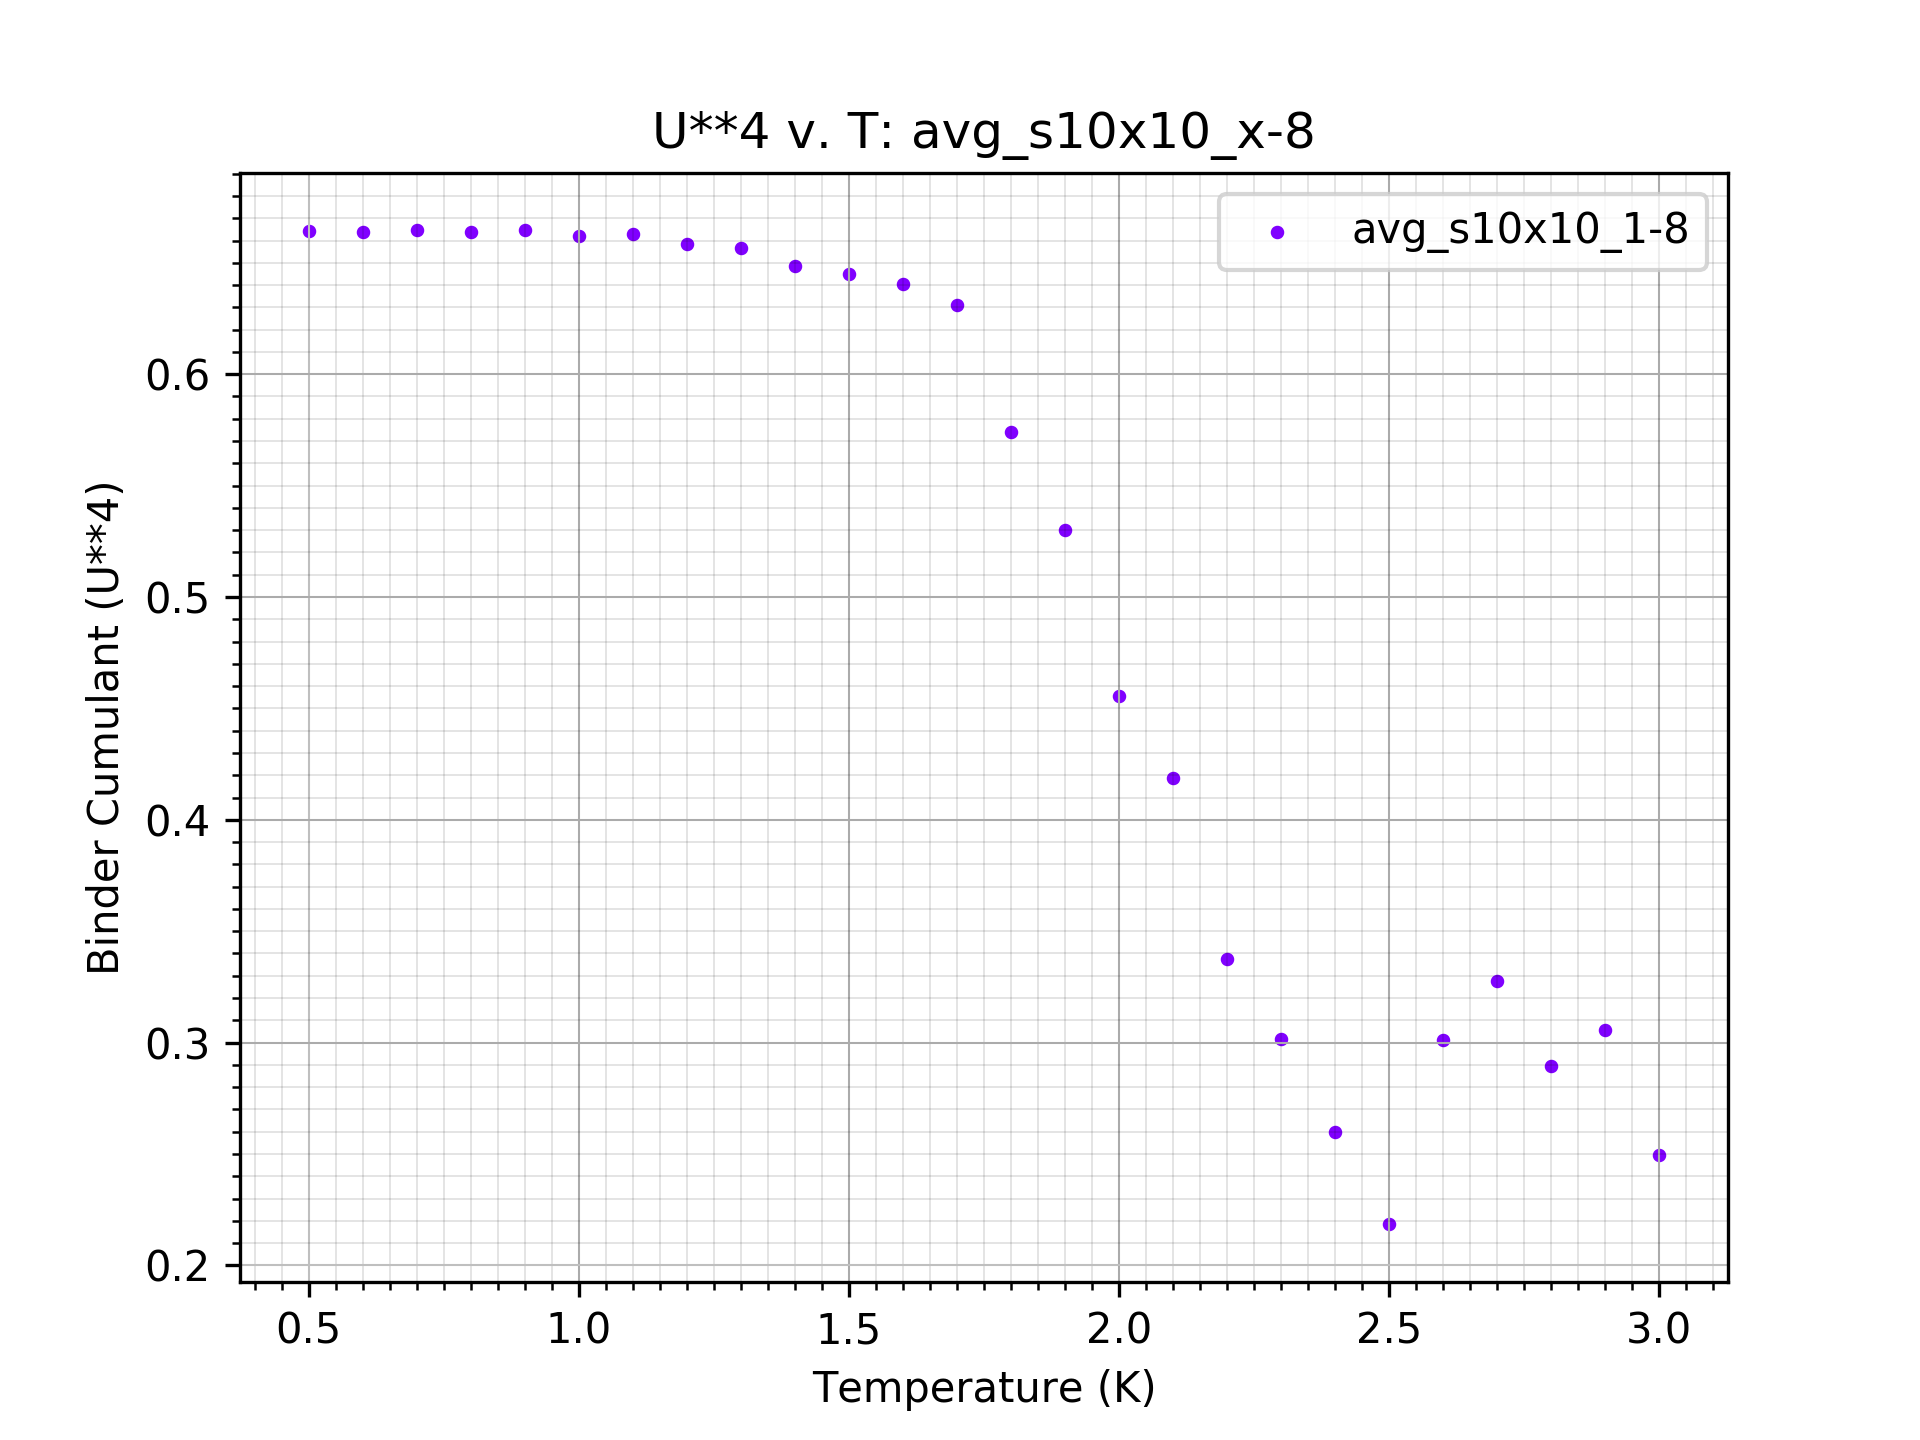 U**4 v. T: avg_s10x10_x-8
avg_s10x10_1-8
Binder Cumulant (U**4)
0.6
0.5
0.4
0.3
0.2
0.5 1.0 1.5 2.0 2.5 3.0
Temperature (K)